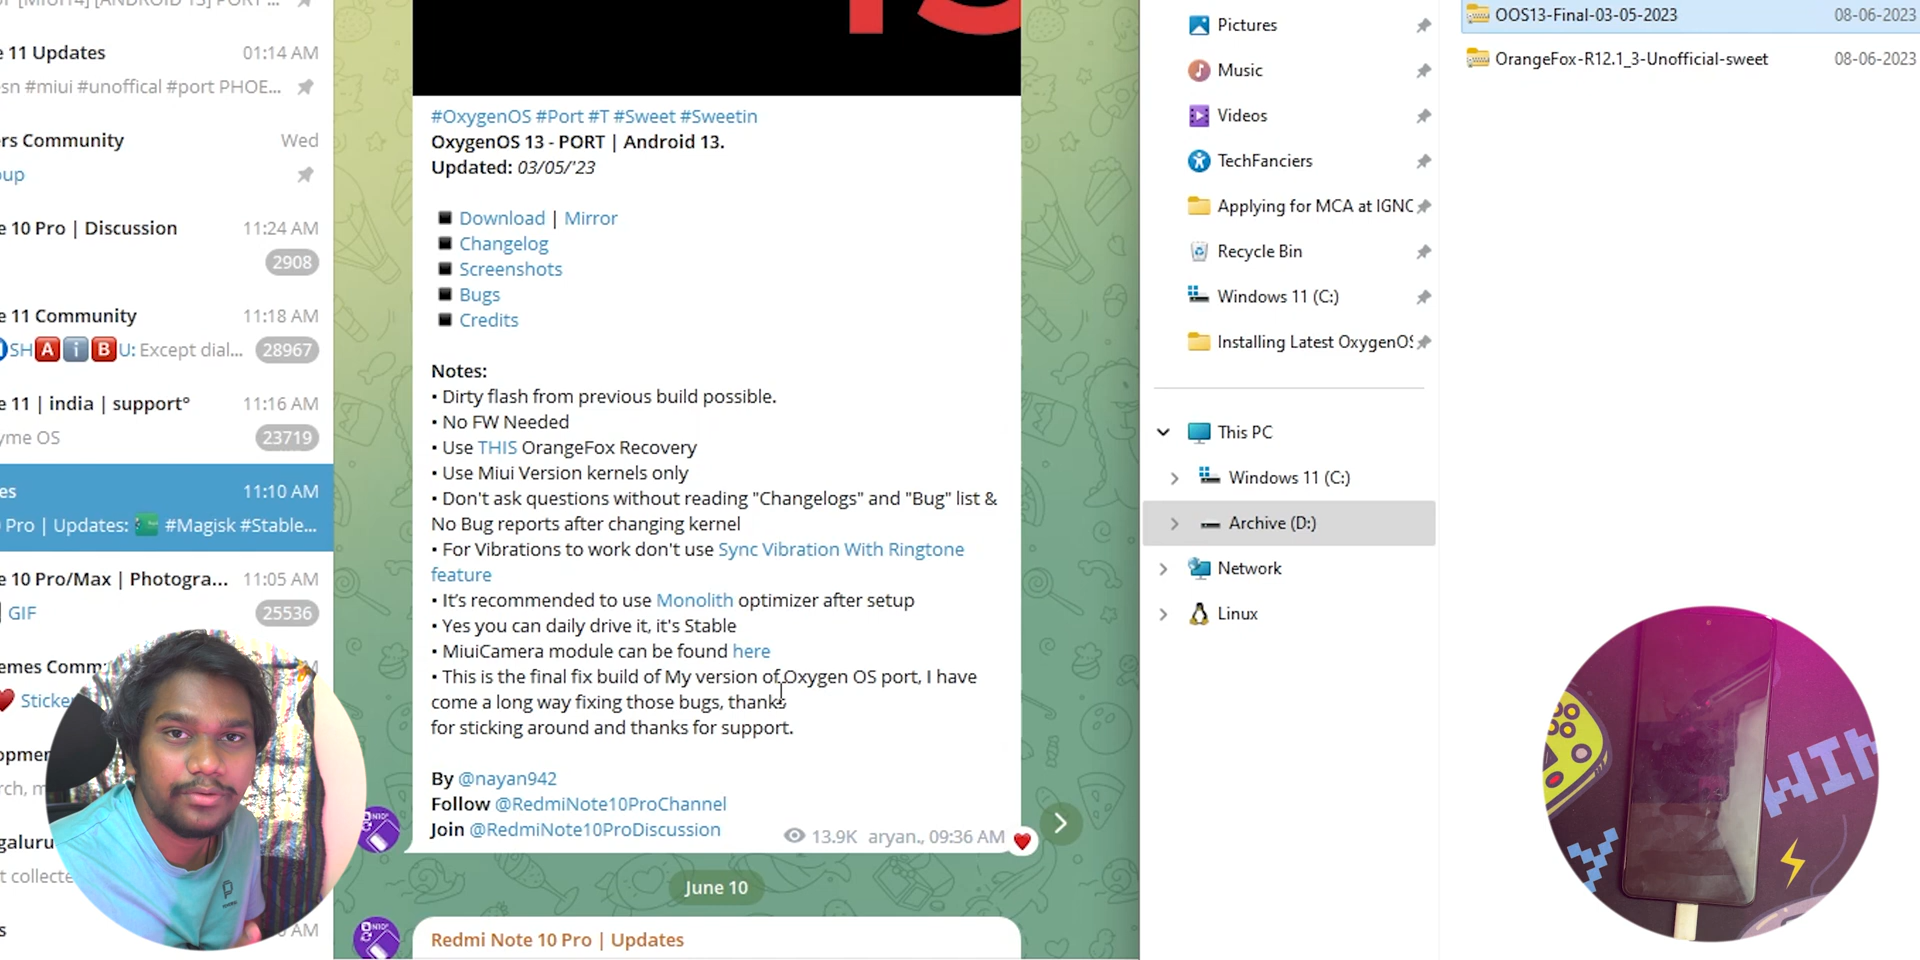 e 11 Updates
01:14 AM
esn #miui #unoffical #port PHOE...
ers Community
Wed
oup
e 10 Pro | Discussion
11:24 AM
2908
e 11 Community
11:18 AM
SH A i B U: Except dial...
28967
e 11 | india | support°
11:16 AM
yme OS
23719
es
11:10 AM
Pro | Updates: #Magisk #Stable...
e 10 Pro/Max | Photogra...
11:05 AM
GIF
25536
emes Comm
Sticke
opmen
rch, m
engaluru
t collecte
s
AM
#OxygenOS #Port #T #Sweet #Sweetin
OxygenOS 13 - PORT | Android 13.
Updated: 03/05/'23
Download | Mirror
Changelog
Screenshots
Bugs
Credits
Notes:
• Dirty flash from previous build possible.
• No FW Needed
• Use THIS OrangeFox Recovery
• Use Miui Version kernels only
• Don't ask questions without reading "Changelogs" and "Bug" list &
No Bug reports after changing kernel
• For Vibrations to work don't use Sync Vibration With Ringtone
feature
• It's recommended to use Monolith optimizer after setup
• Yes you can daily drive it, it's Stable
• MiuiCamera module can be found here
• This is the final fix build of My version of Oxygen OS port, I have
come a long way fixing those bugs, thanks
for sticking around and thanks for support.
By @nayan942
Follow @RedmiNote10ProChannel
Join @RedmiNote10ProDiscussion
13.9K aryan., 09:36 AM
June 10
Redmi Note 10 Pro | Updates
Pictures
Music
Videos
TechFanciers
Applying for MCA at IGNO
Recycle Bin
Windows 11 (C:)
Installing Latest OxygenOS
This PC
Windows 11 (C:)
Archive (D:)
Network
Linux
OOS13-Final-03-05-2023
08-06-2023
OrangeFox-R12.1_3-Unofficial-sweet
08-06-2023